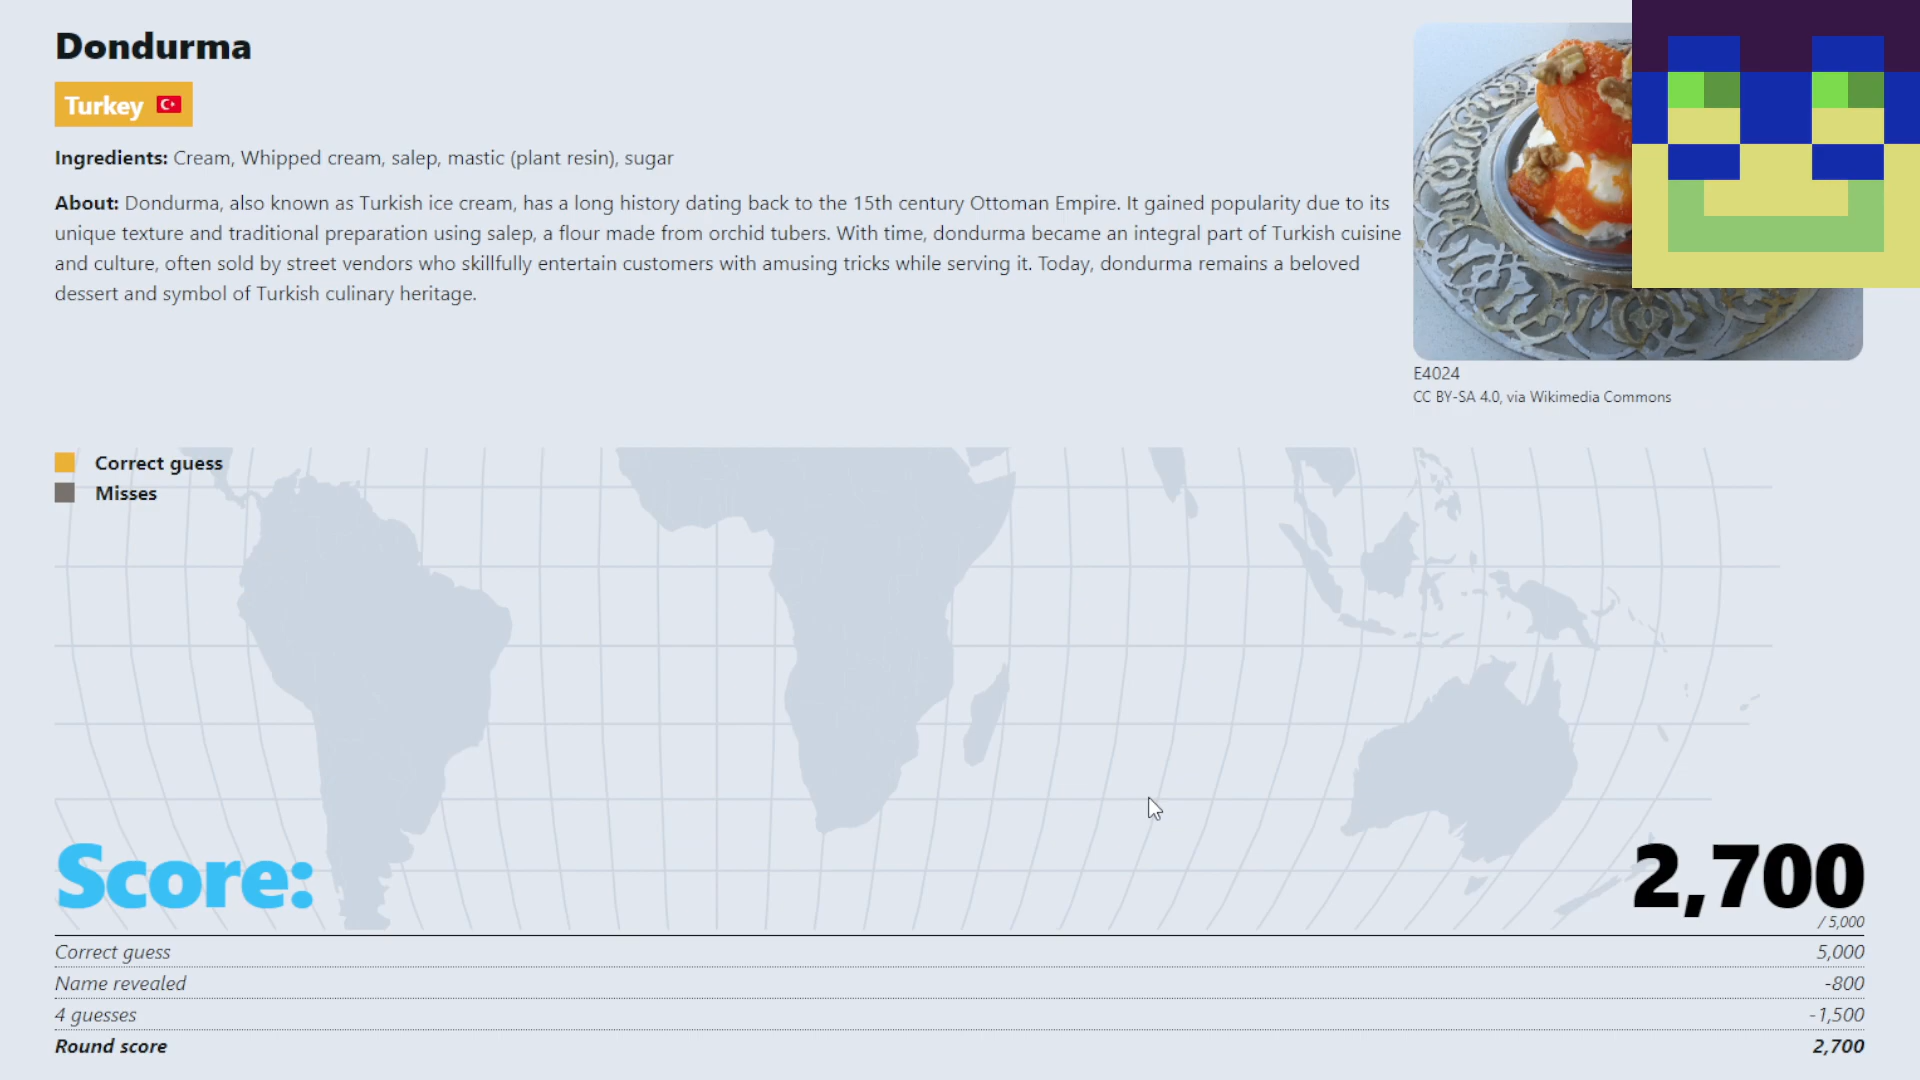 Dondurma
Turkey
Ingredients: Cream, Whipped cream, salep, mastic (plant resin), sugar
About: Dondurma, also known as Turkish ice cream, has a long history dating back to the 15th century Ottoman Empire. It gained popularity due to its
unique texture and traditional preparation using salep, a flour made from orchid tubers. With time, dondurma became an integral part of Turkish cuisine
and culture, often sold by street vendors who skillfully entertain customers with amusing tricks while serving it. Today, dondurma remains a beloved
dessert and symbol of Turkish culinary heritage.
E4024
CC BY-SA 4.0, via Wikimedia Commons
Correct guess
Misses
Score: 2,700
/ 5,000
Correct guess 5,000
Name revealed -800
4 guesses -1,500
Round score 2,700